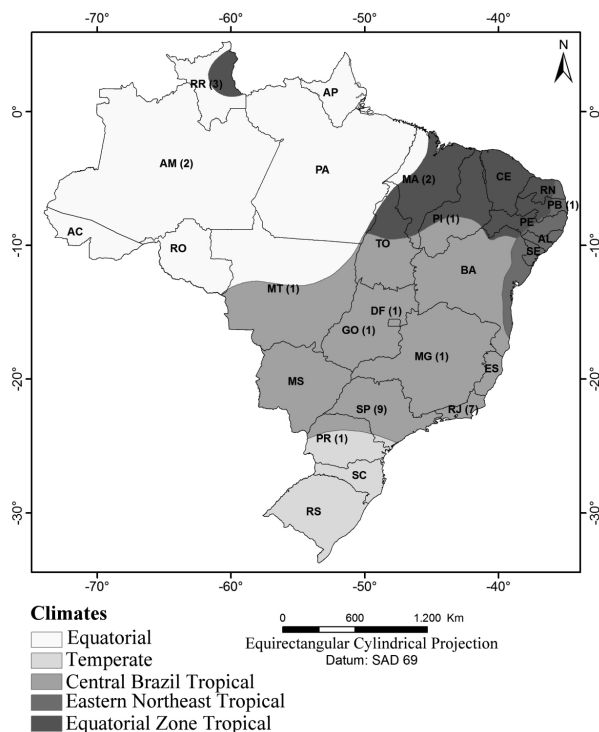 -70° -60° -50° -40°
N
RR (3)
AP
0° 0°
AM (2)
PA
MA (2)
CE
RN
PB (1)
PI (1)
PE
AC
AL
-10° -10°
RO
TO
SE
BA
MT (1)
DF (1)
GO (1)
MG (1)
ES
-20° -20°
MS
SP (9)
RJ (7)
PR (1)
SC
RS
-30° -30°
-70° -60° -50° -40°
Climates
Equatorial
Temperate
Central Brazil Tropical
Eastern Northeast Tropical
Equatorial Zone Tropical
0 600 1.200 Km
Equirectangular Cylindrical Projection
Datum: SAD 69